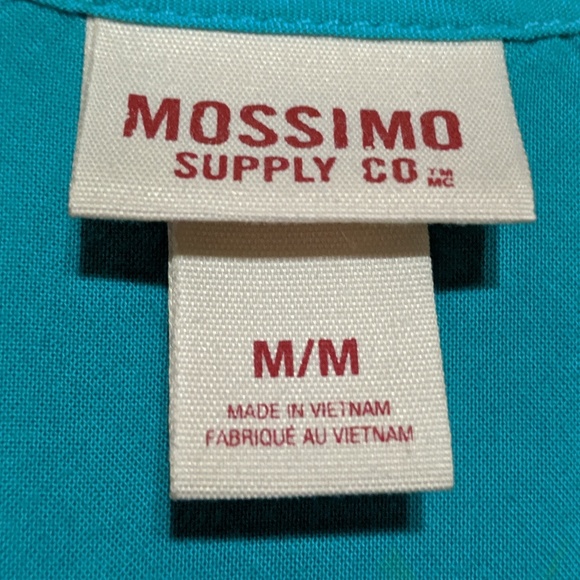 MOSSIMO
SUPPLY CO ™ MC
M/M
MADE IN VIETNAM
FABRIQUÉ AU VIETNAM